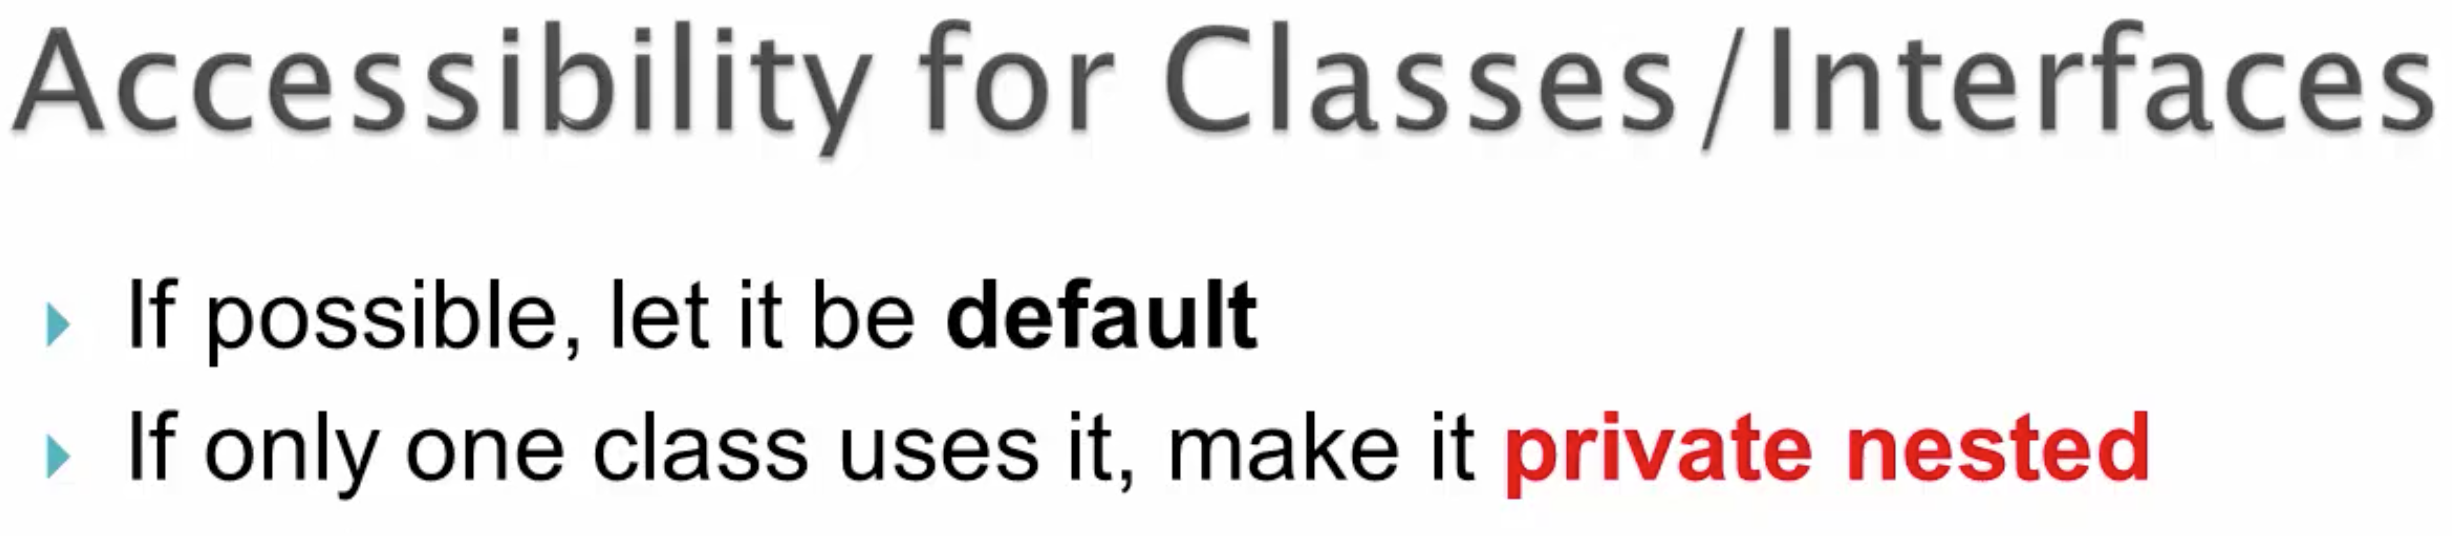 Accessibility for Classes/Interfaces
If possible, let it be default
If only one class uses it, make it private nested